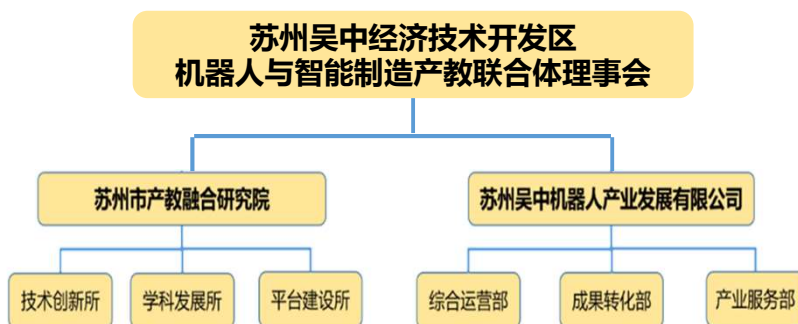 苏州吴中经济技术开发区
机器人与智能制造产教联合体理事会
苏州市产教融合研究院
苏州吴中机器人产业发展有限公司
技术创新所
学科发展所
平台建设所
综合运营部
成果转化部
产业服务部